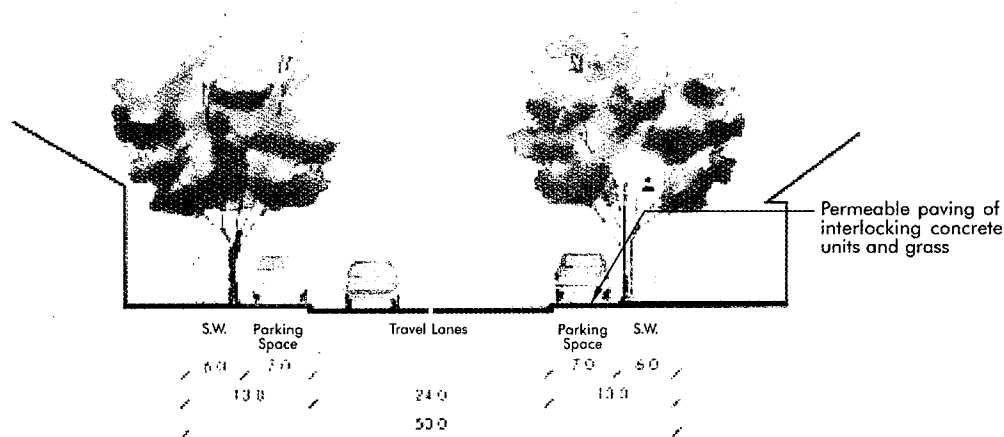 Permeable paving of
interlocking concrete
units and grass
S.W. Parking Space Travel Lanes Parking Space S.W.
6.0 7.0 7.0 6.0
13.0 24.0 13.0
50.0